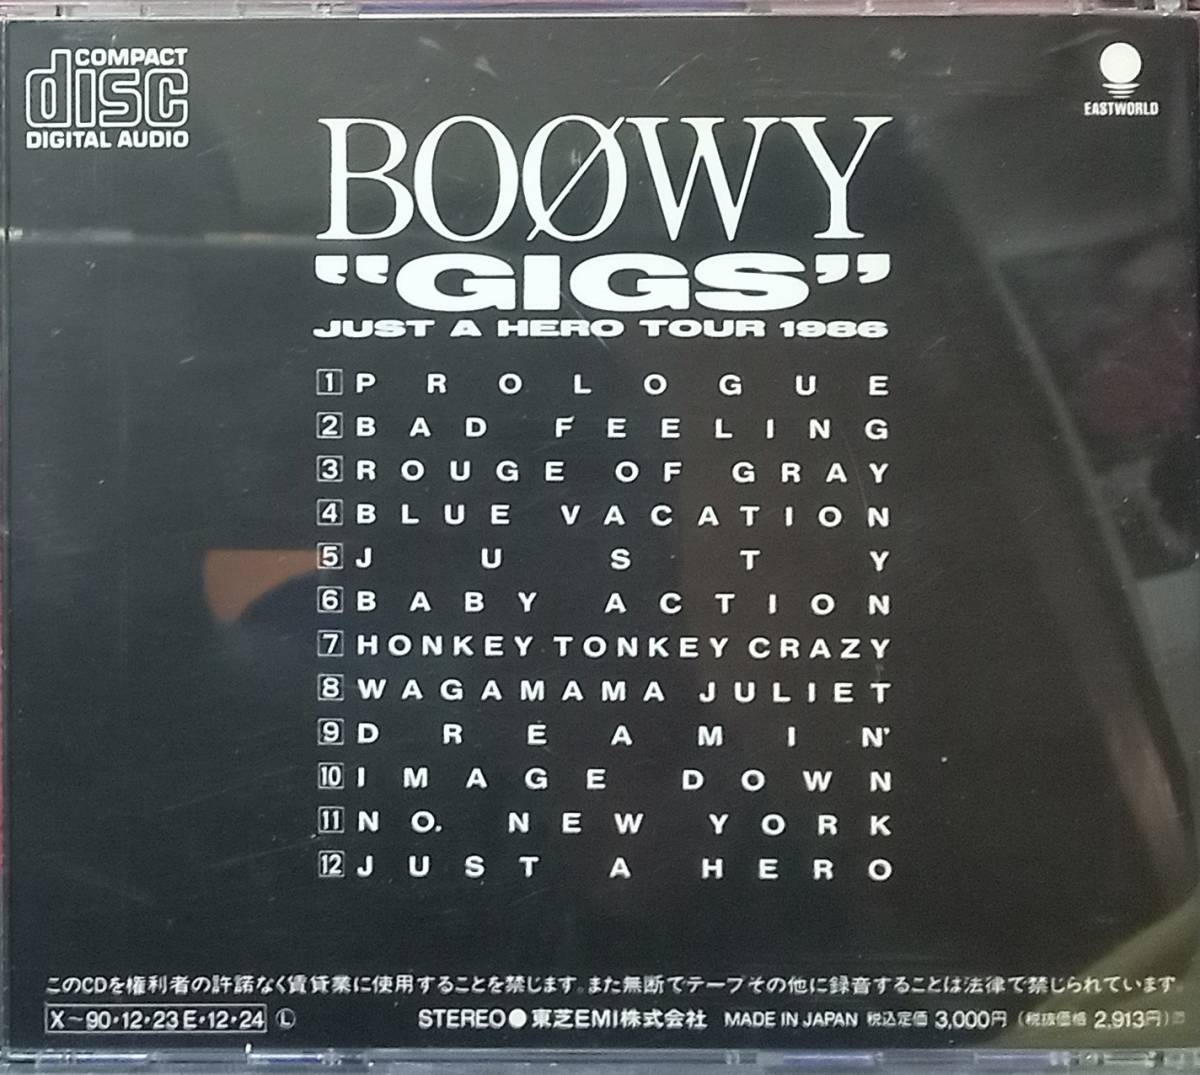 COMPACT
disc
DIGITAL AUDIO
EASTWORLD
BOØWY
“GIGS”
JUST A HERO TOUR 1986
1 PROLOGUE
2 BAD FEELING
3 ROUGE OF GRAY
4 BLUE VACATION
5 JUSTY
6 BABY ACTION
7 HONKEY TONKEY CRAZY
8 WAGAMAMA JULIET
9 DREAMIN'
10 IMAGE DOWN
11 NO. NEW YORK
12 JUST A HERO
このCDを権利者の許諾なく賃貸業に使用することを禁じます。また無断でテープその他に録音することは法律で禁じられています。
X~90・12・23 E・12・24 Ⓛ STEREO● 東芝EMI株式会社 MADE IN JAPAN 税込定価 3,000円 (税抜価格 2,913円)